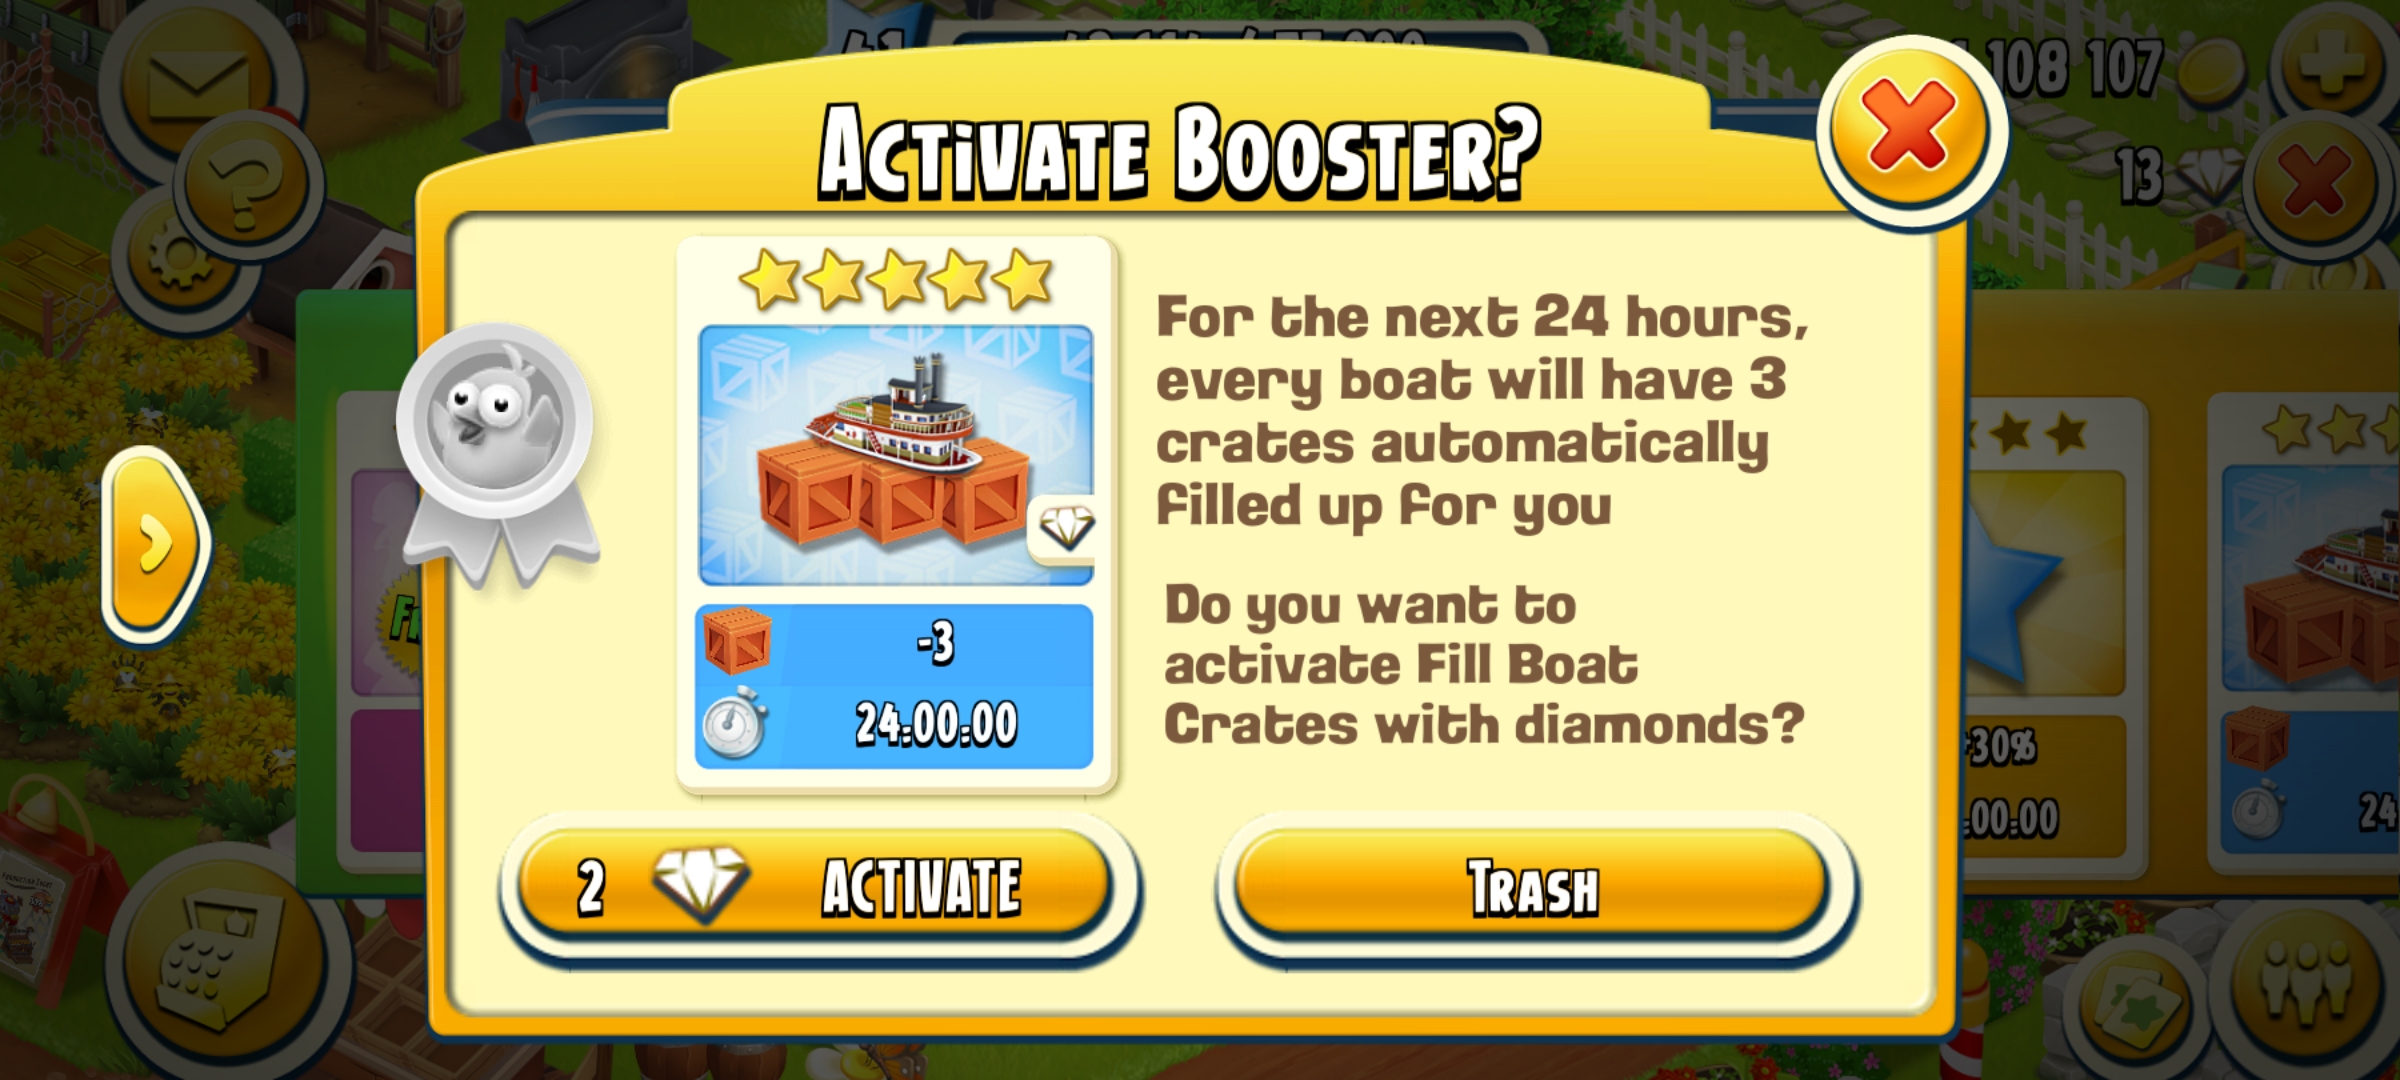 108 107
13
Activate Booster?
For the next 24 hours,
every boat will have 3
crates automatically
filled up for you
Do you want to
activate Fill Boat
Crates with diamonds?
-3
24:00:00
2 ACTIVATE
TRASH
30%
:00:00
24